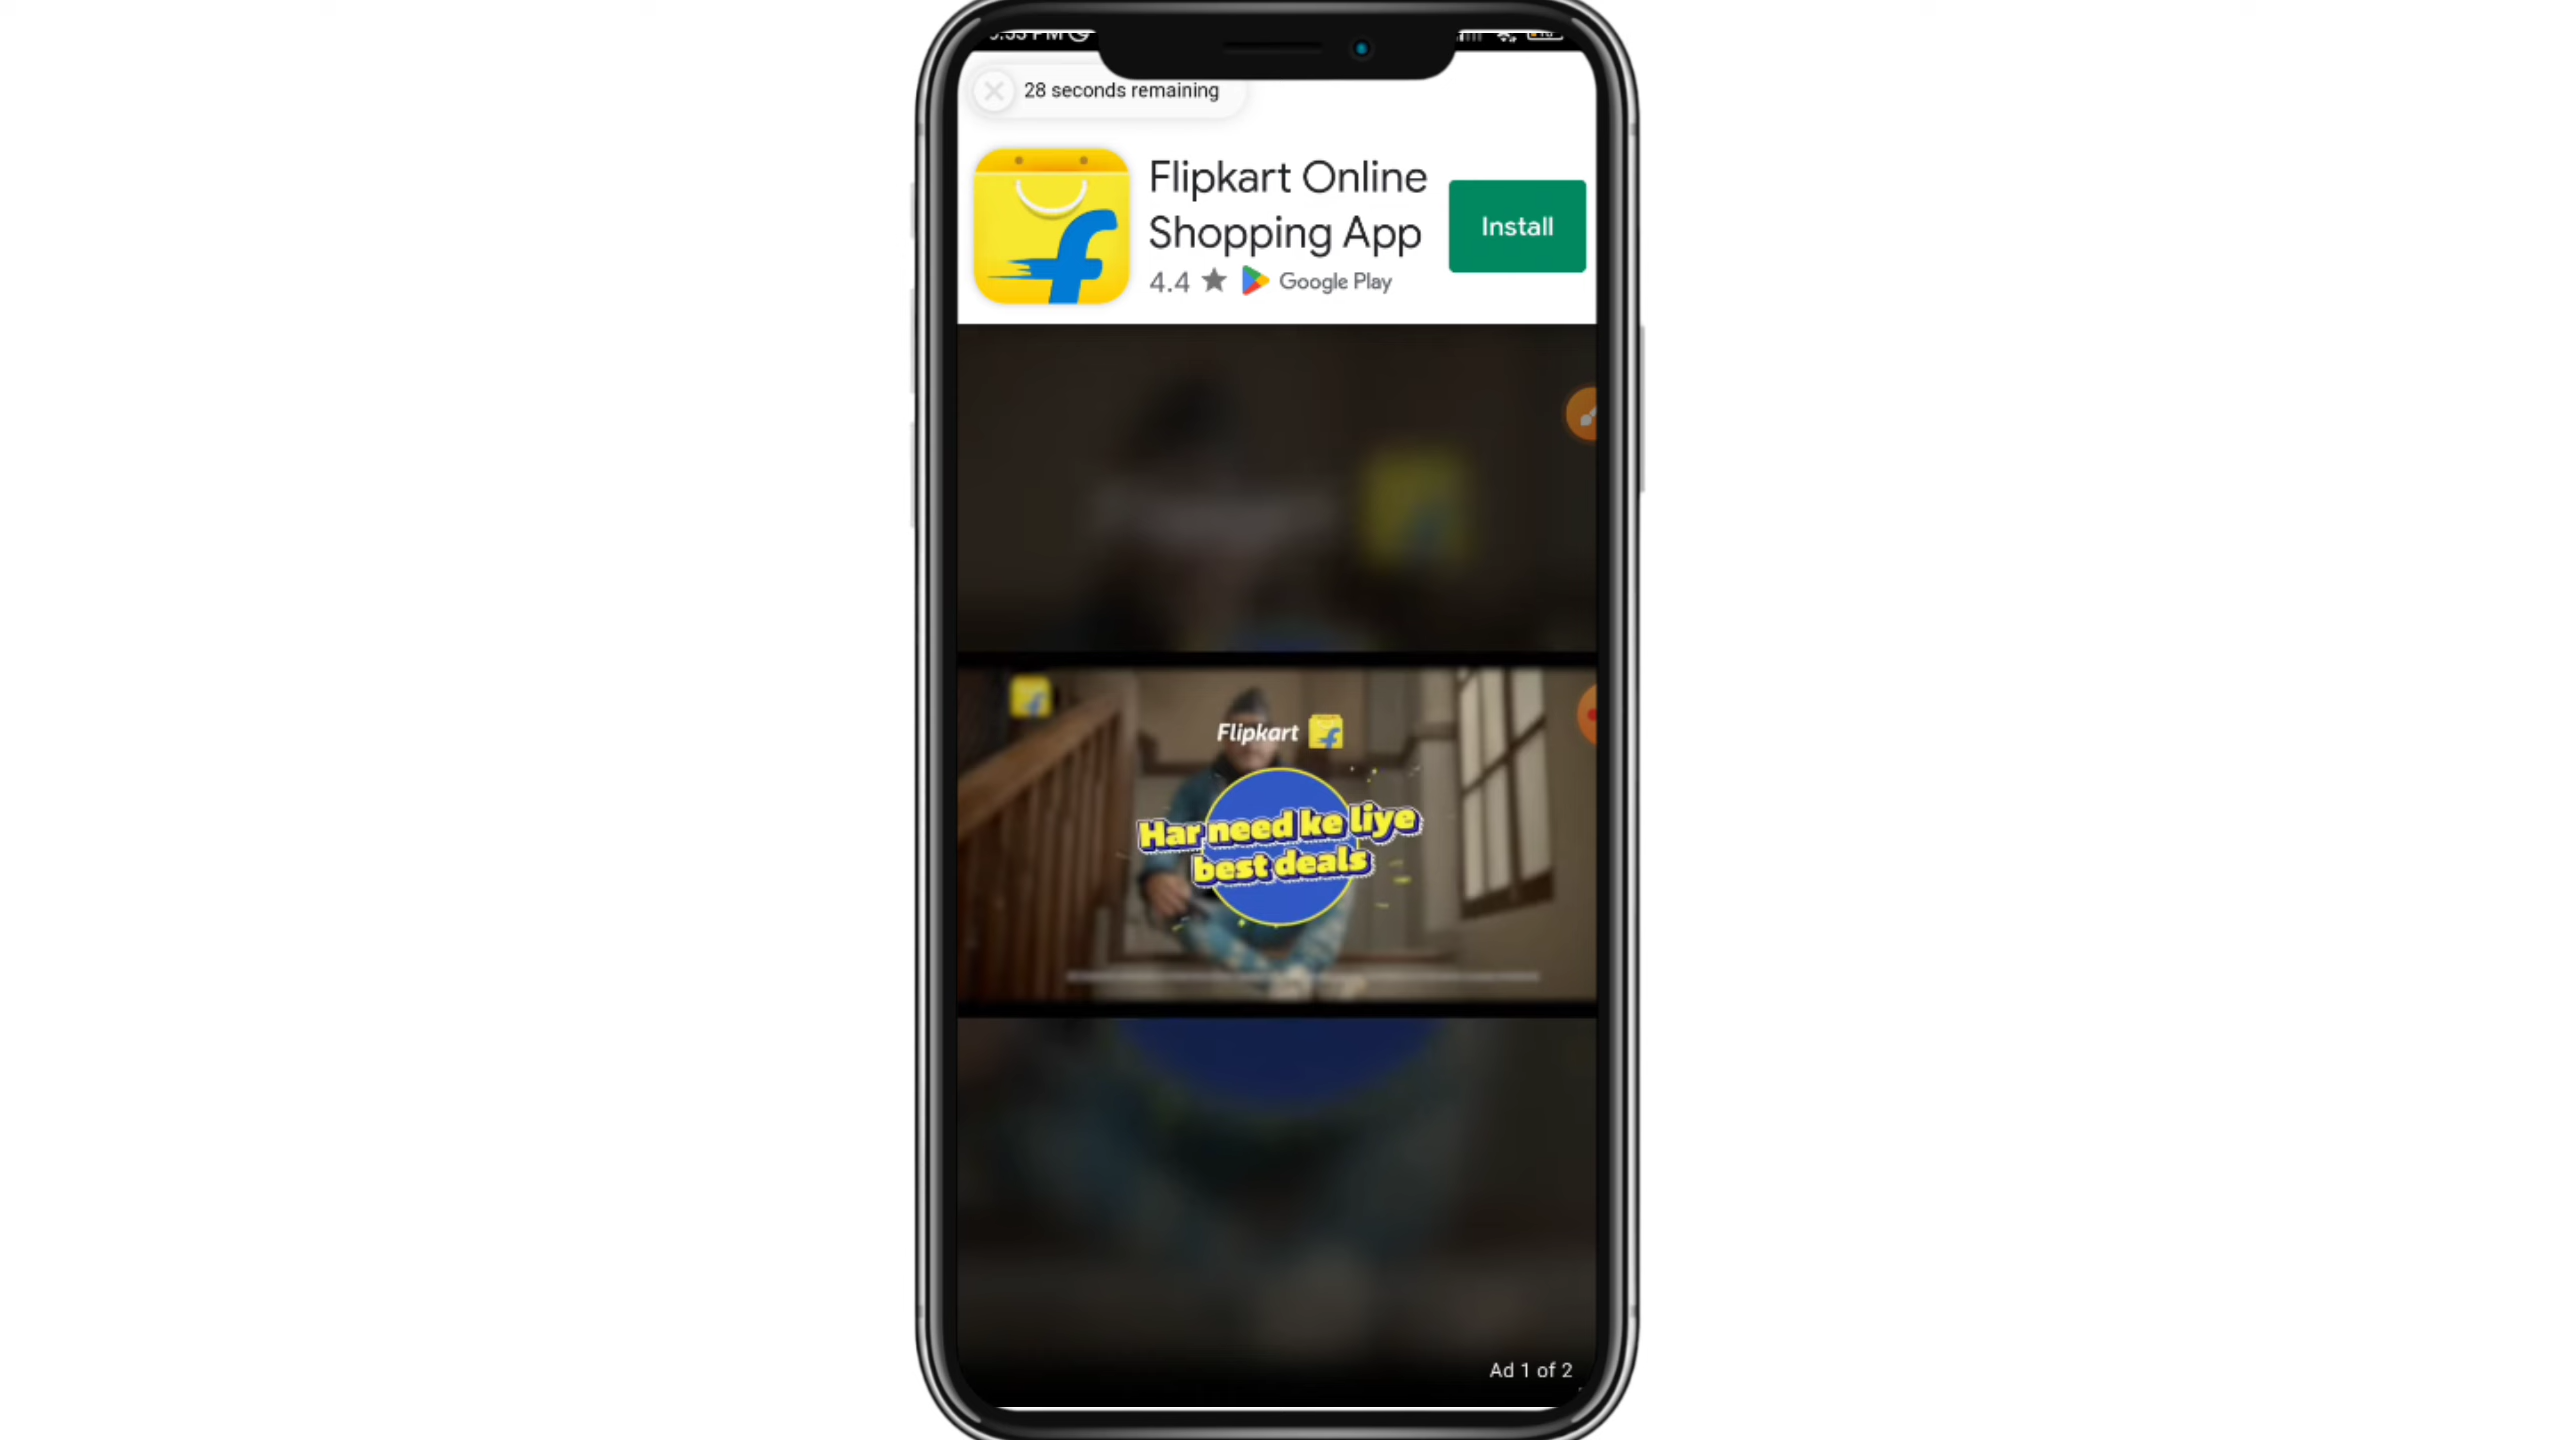 28 seconds remaining
Flipkart Online
Shopping App
Install
4.4 ★ Google Play
Flipkart
Har need ke liye
best deals
Ad 1 of 2